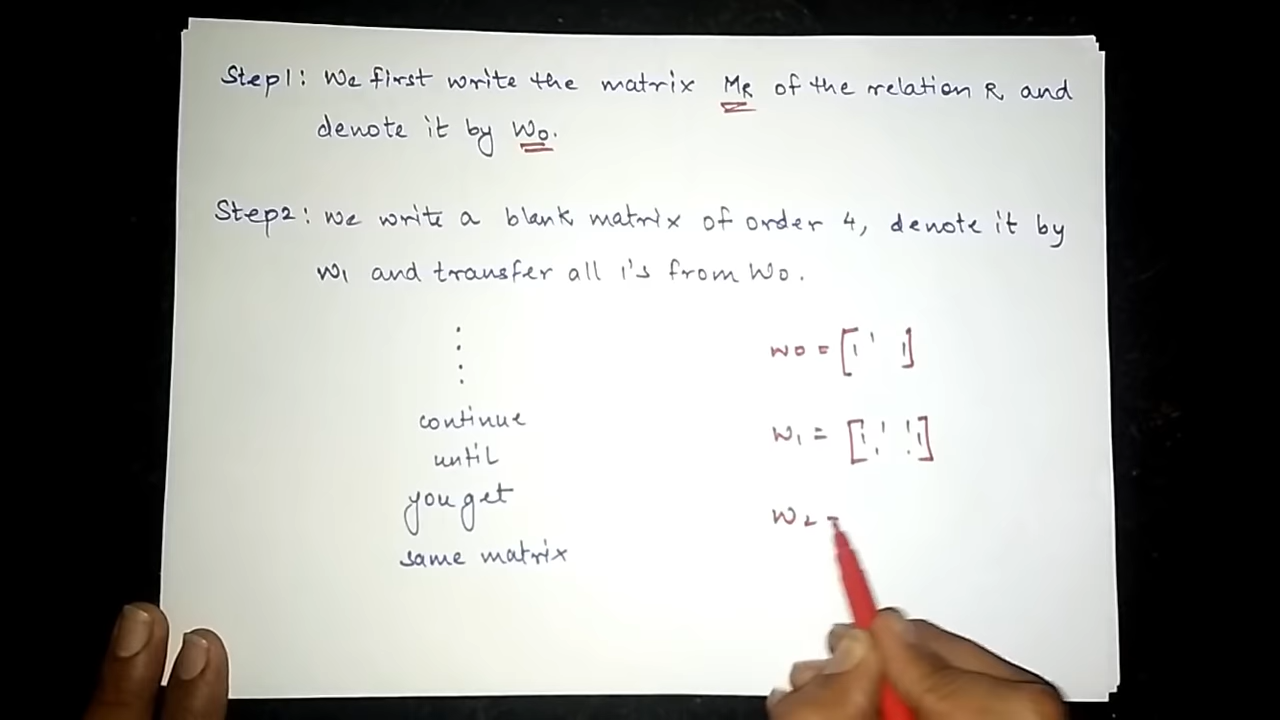 Step1: We first write the matrix MR of the relation R and
denote it by W0.
Step2: We write a blank matrix of order 4, denote it by
W1 and transfer all 1's from W0.
continue
until
you get
same matrix
W0 = [1 1 1]
W1 =
W2 =